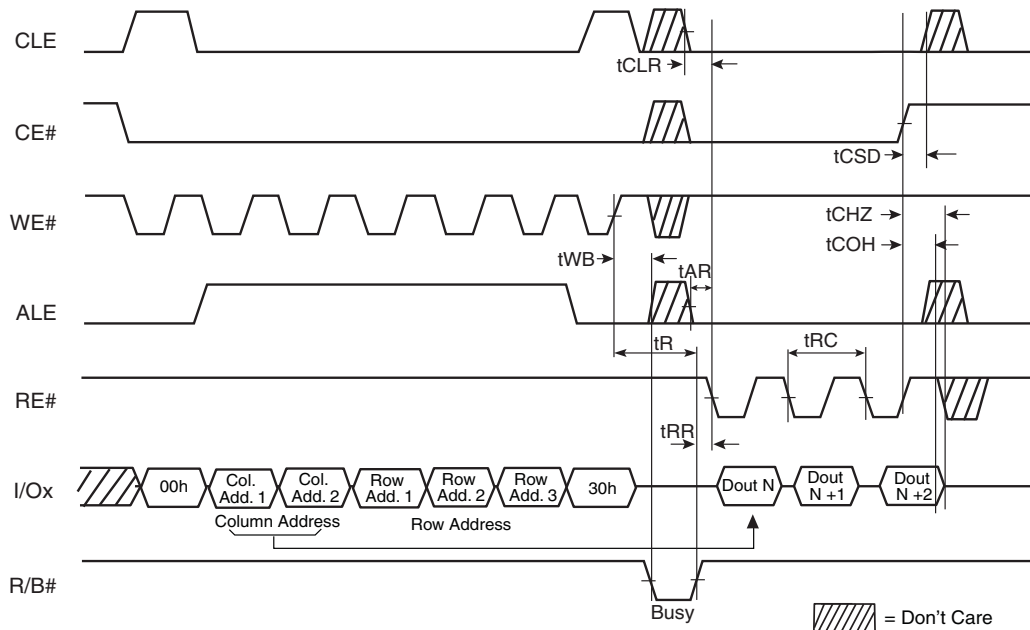 CLE
tCLR
CE#
tCSD
WE#
tCHZ
tCOH
tWB
tAR
ALE
tR
tRC
RE#
tRR
I/Ox
00h
Col.
Add. 1
Col.
Add. 2
Row
Add. 1
Row
Add. 2
Row
Add. 3
30h
Dout N
Dout
N +1
Dout
N +2
Column Address
Row Address
R/B#
Busy
= Don't Care